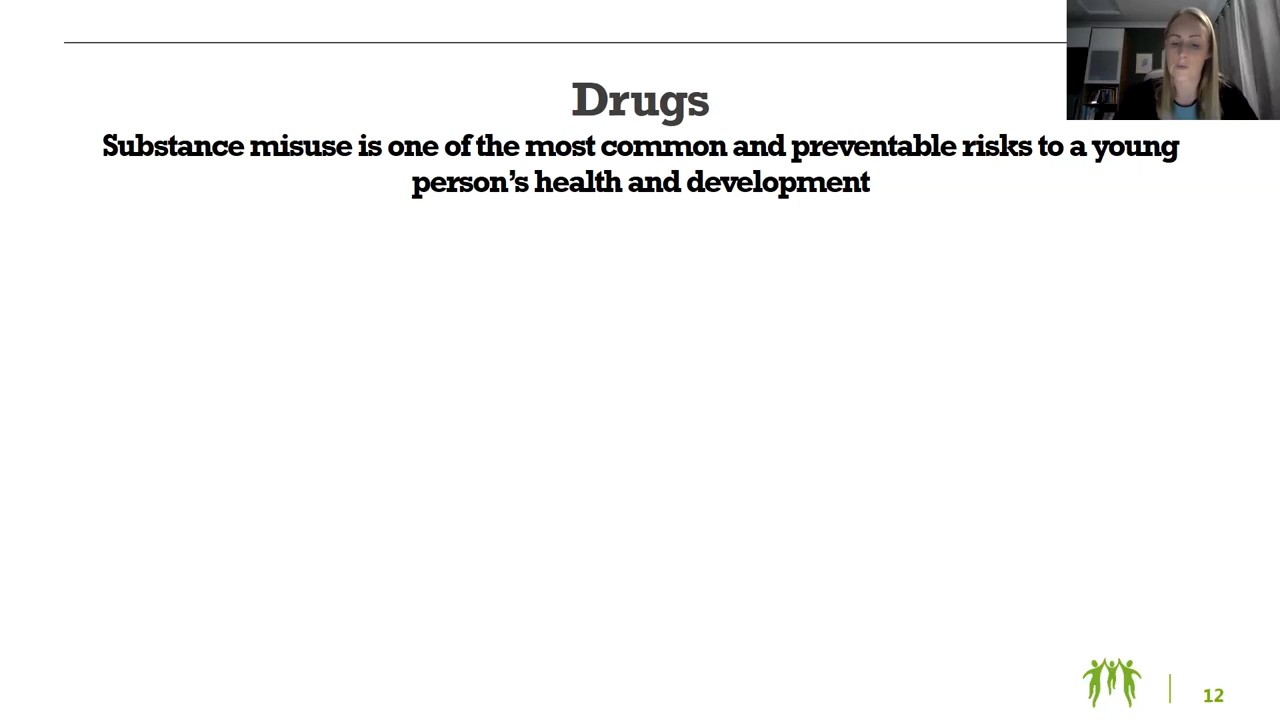 Drugs
Substance misuse is one of the most common and preventable risks to a young
person’s health and development
12